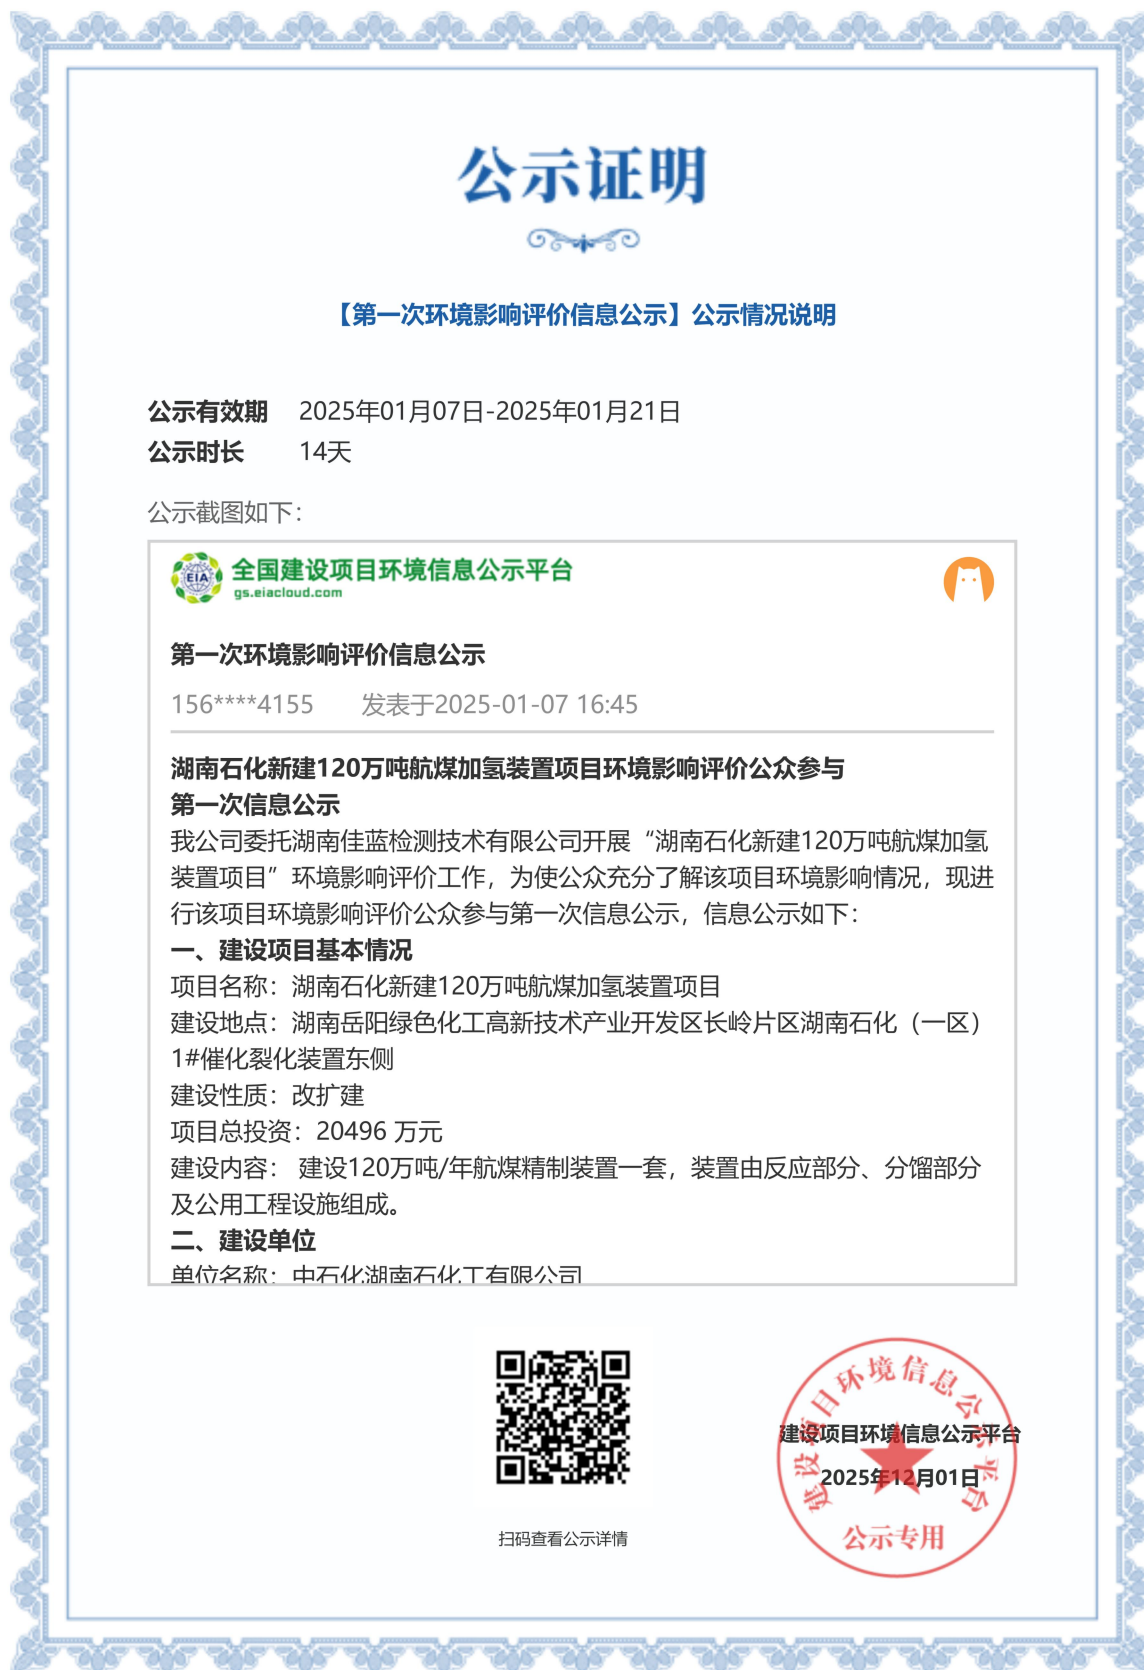 公示证明
【第一次环境影响评价信息公示】公示情况说明
公示有效期 2025年01月07日-2025年01月21日
公示时长 14天
公示截图如下：
EIA
全国建设项目环境信息公示平台
gs.eiacloud.com
第一次环境影响评价信息公示
156****4155 发表于2025-01-07 16:45
湖南石化新建120万吨航煤加氢装置项目环境影响评价公众参与
第一次信息公示
我公司委托湖南佳蓝检测技术有限公司开展“湖南石化新建120万吨航煤加氢
装置项目”环境影响评价工作，为使公众充分了解该项目环境影响情况，现进
行该项目环境影响评价公众参与第一次信息公示，信息公示如下：
一、建设项目基本情况
项目名称：湖南石化新建120万吨航煤加氢装置项目
建设地点：湖南岳阳绿色化工高新技术产业开发区长岭片区湖南石化（一区）
1#催化裂化装置东侧
建设性质：改扩建
项目总投资：20496 万元
建设内容： 建设120万吨/年航煤精制装置一套，装置由反应部分、分馏部分
及公用工程设施组成。
二、建设单位
单位名称：中石化湖南石化工有限公司
扫码查看公示详情
建设项目环境信息公示平台
建设项目环境信息公示平台
2025年12月01日
公示专用